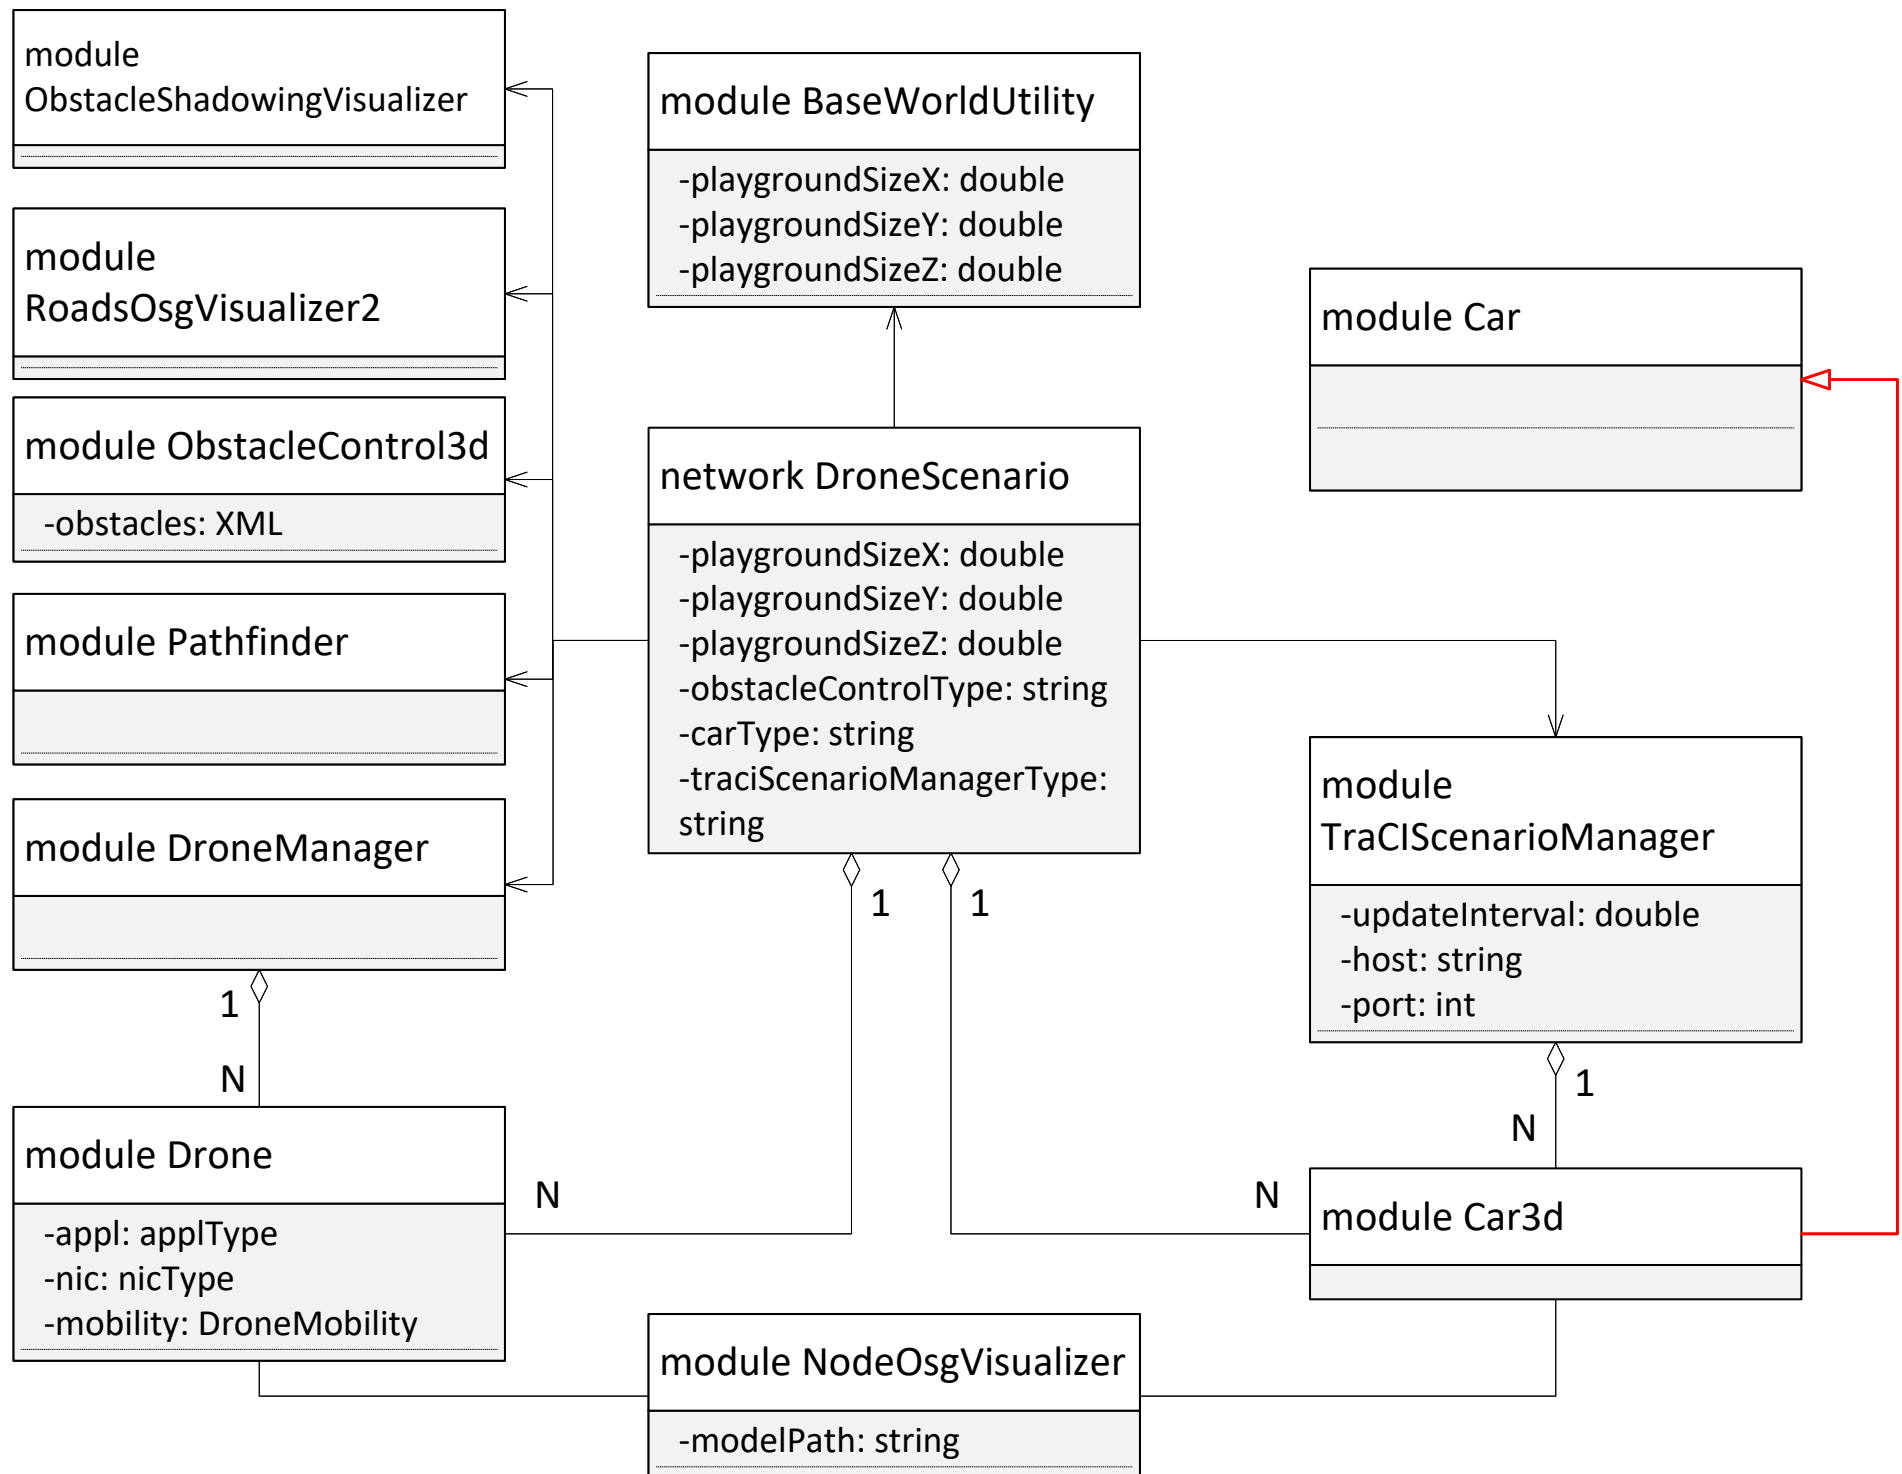 module
ObstacleShadowingVisualizer
module
RoadsOsgVisualizer2
module ObstacleControl3d
-obstacles: XML
module Pathfinder
module DroneManager
1
N
module Drone
-appl: applType
-nic: nicType
-mobility: DroneMobility
module BaseWorldUtility
-playgroundSizeX: double
-playgroundSizeY: double
-playgroundSizeZ: double
network DroneScenario
-playgroundSizeX: double
-playgroundSizeY: double
-playgroundSizeZ: double
-obstacleControlType: string
-carType: string
-traciScenarioManagerType:
string
1
1
N
N
module NodeOsgVisualizer
-modelPath: string
module Car
module
TraCIScenarioManager
-updateInterval: double
-host: string
-port: int
1
N
module Car3d